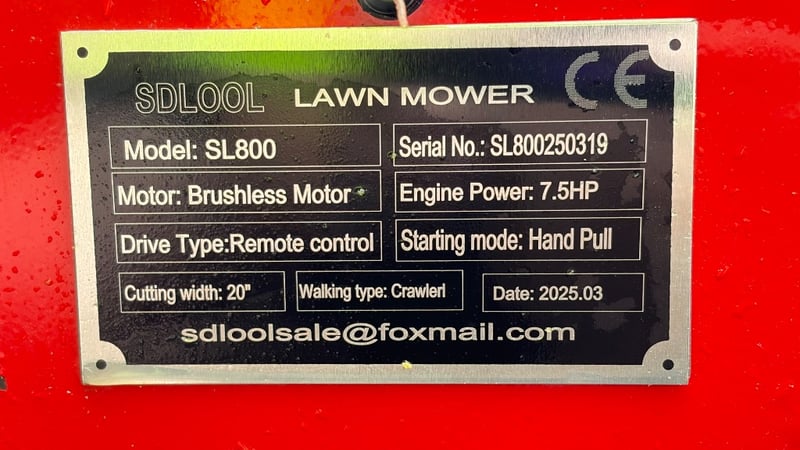 SDLOOL LAWN MOWER CE
Model: SL800 Serial No.: SL800250319
Motor: Brushless Motor Engine Power: 7.5HP
Drive Type:Remote control Starting mode: Hand Pull
Cutting width: 20" Walking type: Crawlerl Date: 2025.03
sdloolsale@foxmail.com